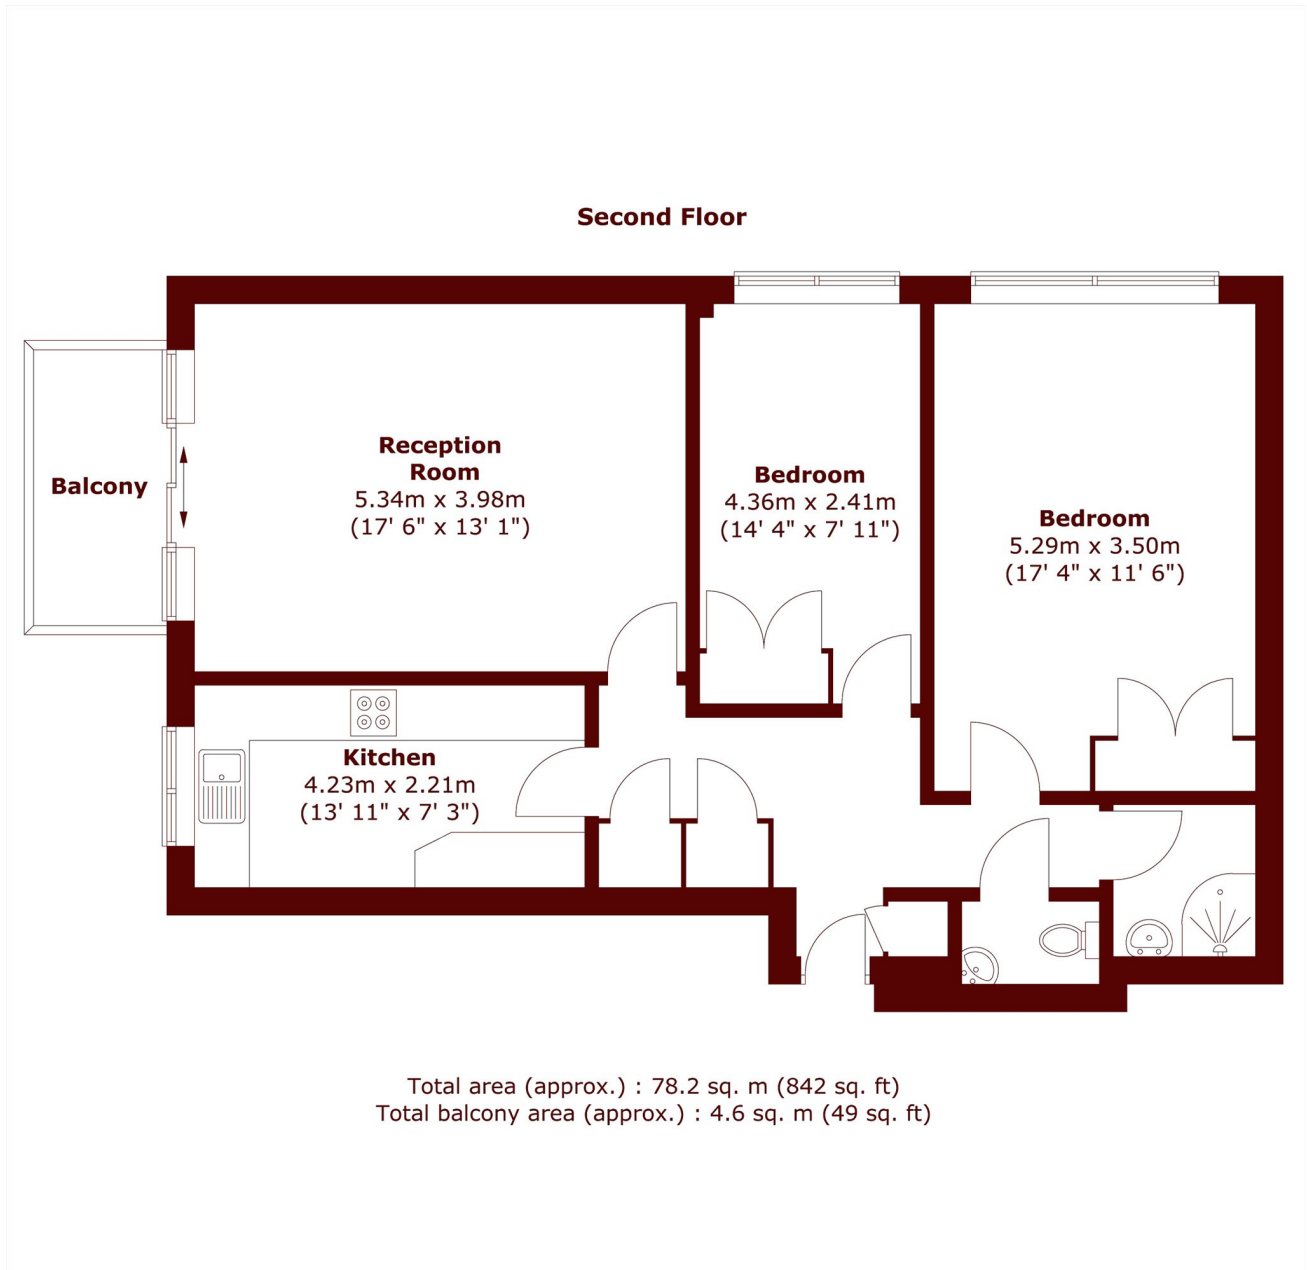 Second Floor
Balcony
Reception
Room
5.34m x 3.98m
(17' 6" x 13' 1")
Bedroom
4.36m x 2.41m
(14' 4" x 7' 11")
Bedroom
5.29m x 3.50m
(17' 4" x 11' 6")
Kitchen
4.23m x 2.21m
(13' 11" x 7' 3")
Total area (approx.) : 78.2 sq. m (842 sq. ft)
Total balcony area (approx.) : 4.6 sq. m (49 sq. ft)